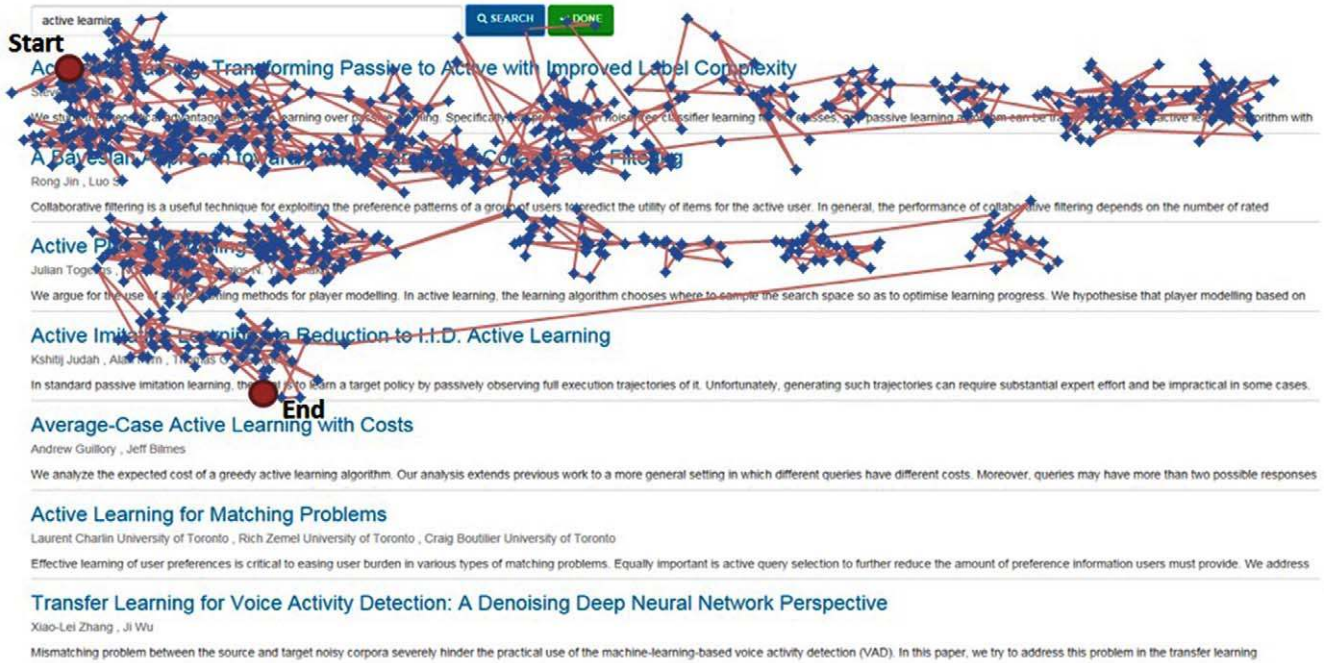 active learning
SEARCH
DONE
Start
Transforming Passive to Active with Improved Label Complexity
We learning over Specifically classifier learning passive learning can be with
A Bayesian Filtering
Rong Jin , Luo
Collaborative filtering is a useful technique for exploiting the preference patterns of a group of users to predict the utility of items for the active user. In general, the performance of collaborative filtering depends on the number of rated
Active
Julian N.
We argue for the use of active learning methods for player modelling. In active learning, the learning algorithm chooses where to sample the search space so as to optimise learning progress. We hypothesise that player modelling based on
Active Reduction to I.I.D. Active Learning
Kshitij Judah , Alan Fern , Thomas
In standard passive imitation learning, the goal is to learn a target policy by passively observing full execution trajectories of it. Unfortunately, generating such trajectories can require substantial expert effort and be impractical in some cases.
End
Average-Case Active Learning with Costs
Andrew Guillory , Jeff Bilmes
We analyze the expected cost of a greedy active learning algorithm. Our analysis extends previous work to a more general setting in which different queries have different costs. Moreover, queries may have more than two possible responses
Active Learning for Matching Problems
Laurent Charlin University of Toronto , Rich Zemel University of Toronto , Craig Boutilier University of Toronto
Effective learning of user preferences is critical to easing user burden in various types of matching problems. Equally important is active query selection to further reduce the amount of preference information users must provide. We address
Transfer Learning for Voice Activity Detection: A Denoising Deep Neural Network Perspective
Xiao-Lei Zhang , Ji Wu
Mismatching problem between the source and target noisy corpora severely hinder the practical use of the machine-learning-based voice activity detection (VAD). In this paper, we try to address this problem in the transfer learning